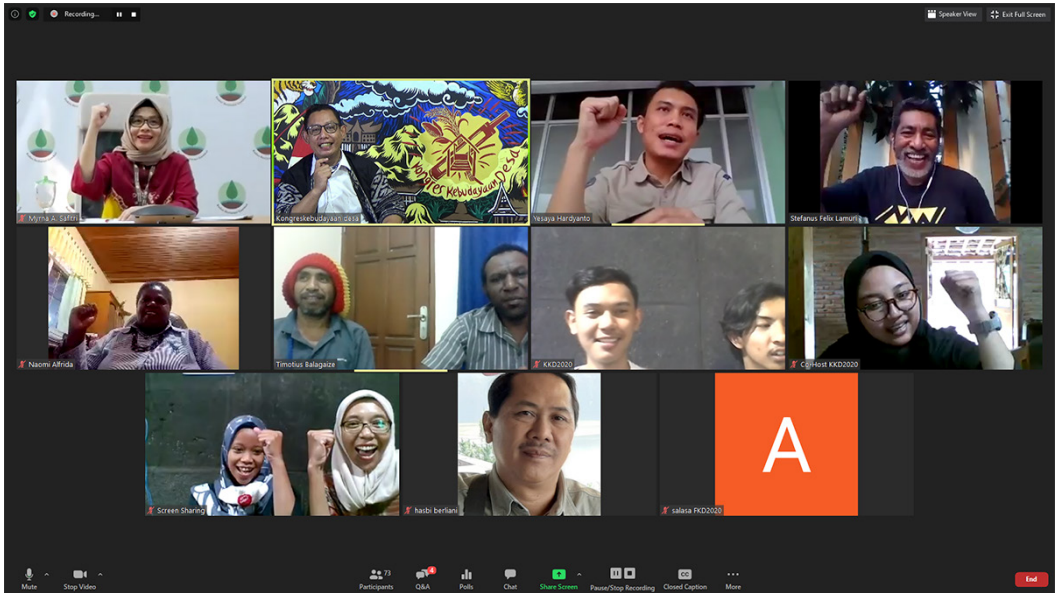 Recording...
Speaker View
Exit Full Screen
Myrna A. Safitri
Kongreskebudayaan desa
Kongres Kebudayaan Desa
Yesaya Hardyanto
Stefanus Felix Lamuri
Naomi Alfrida
Timotius Balagaize
KKD2020
Co-Host KKD2020
Screen Sharing
hasbi berliani
A
salasa FKD2020
Mute
Stop Video
73
Participants
4
Q&A
Polls
Chat
Share Screen
Pause/Stop Recording
CC
Closed Caption
More
End